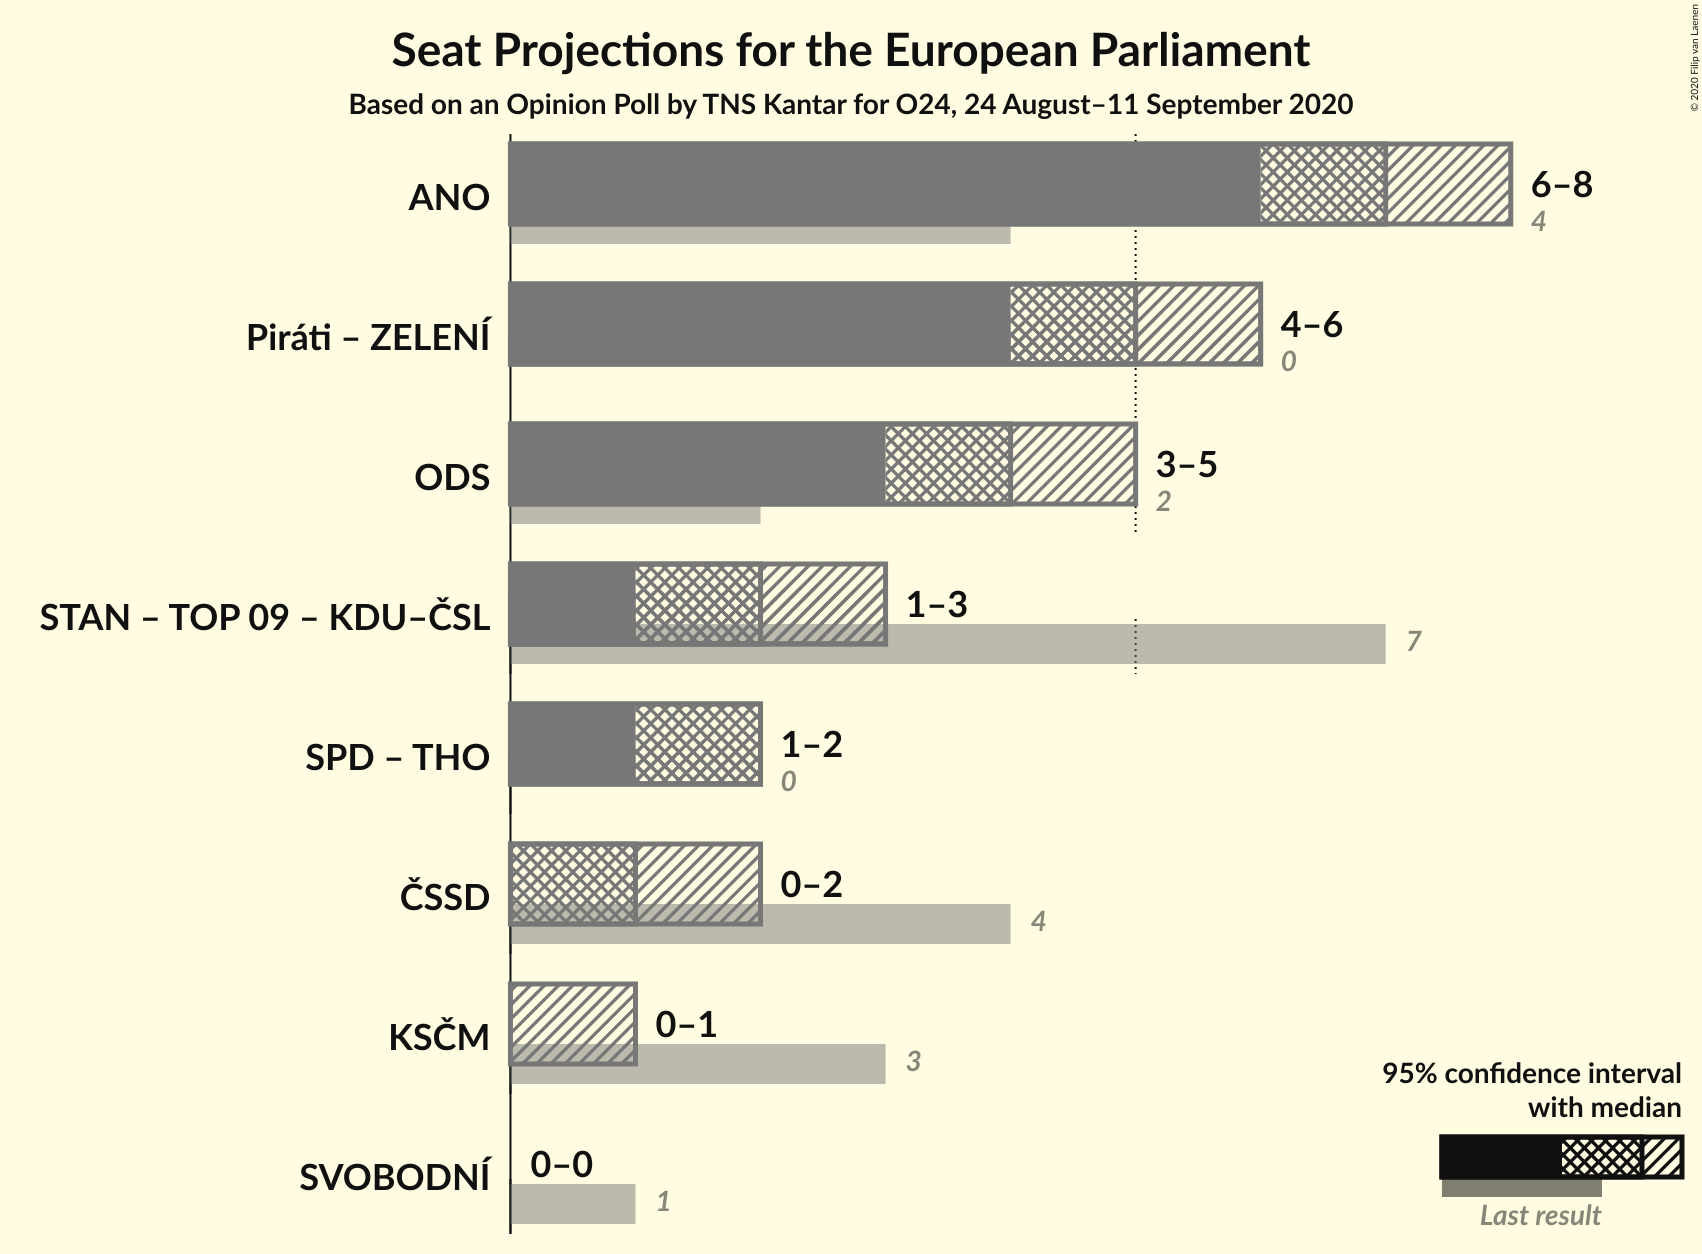 Seat Projections for the European Parliament
Based on an Opinion Poll by TNS Kantar for O24, 24 August–11 September 2020
© 2020 Filip van Laenen
ANO
6–8
4
Piráti – ZELENÍ
4–6
0
ODS
3–5
2
STAN – TOP 09 – KDU–ČSL
1–3
7
SPD – THO
1–2
0
ČSSD
0–2
4
KSČM
0–1
3
SVOBODNÍ
0–0
1
95% confidence interval
with median
Last result